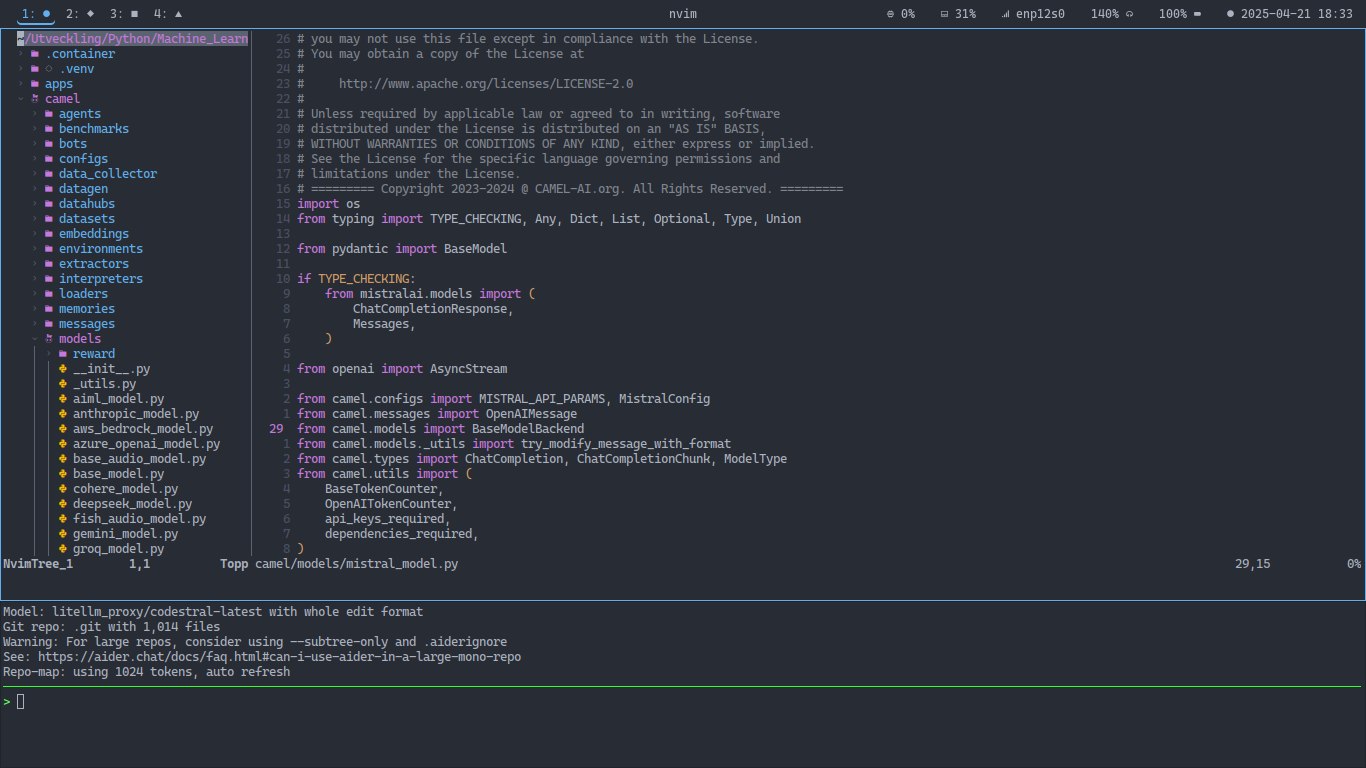 1: 2: 3: 4: nvim 0% 31% enp12s0 140% 100% 2025-04-21 18:33
~/Utveckling/Python/Machine_Learn
.container
.venv
apps
camel
agents
benchmarks
bots
configs
data_collector
datagen
datahubs
datasets
embeddings
environments
extractors
interpreters
loaders
memories
messages
models
reward
__init__.py
_utils.py
aiml_model.py
anthropic_model.py
aws_bedrock_model.py
azure_openai_model.py
base_audio_model.py
base_model.py
cohere_model.py
deepseek_model.py
fish_audio_model.py
gemini_model.py
groq_model.py
26 # you may not use this file except in compliance with the License.
25 # You may obtain a copy of the License at
24 #
23 #     http://www.apache.org/licenses/LICENSE-2.0
22 #
21 # Unless required by applicable law or agreed to in writing, software
20 # distributed under the License is distributed on an "AS IS" BASIS,
19 # WITHOUT WARRANTIES OR CONDITIONS OF ANY KIND, either express or implied.
18 # See the License for the specific language governing permissions and
17 # limitations under the License.
16 # ========= Copyright 2023-2024 @ CAMEL-AI.org. All Rights Reserved. =========
15 import os
14 from typing import TYPE_CHECKING, Any, Dict, List, Optional, Type, Union
13
12 from pydantic import BaseModel
11
10 if TYPE_CHECKING:
9     from mistralai.models import (
8         ChatCompletionResponse,
7         Messages,
6     )
5
4 from openai import AsyncStream
3
2 from camel.configs import MISTRAL_API_PARAMS, MistralConfig
1 from camel.messages import OpenAIMessage
29 from camel.models import BaseModelBackend
1 from camel.models._utils import try_modify_message_with_format
2 from camel.types import ChatCompletion, ChatCompletionChunk, ModelType
3 from camel.utils import (
4     BaseTokenCounter,
5     OpenAITokenCounter,
6     api_keys_required,
7     dependencies_required,
8 )
NvimTree_1 1,1 Topp camel/models/mistral_model.py 29,15 0%
Model: litellm_proxy/codestral-latest with whole edit format
Git repo: .git with 1,014 files
Warning: For large repos, consider using --subtree-only and .aiderignore
See: https://aider.chat/docs/faq.html#can-i-use-aider-in-a-large-mono-repo
Repo-map: using 1024 tokens, auto refresh
>